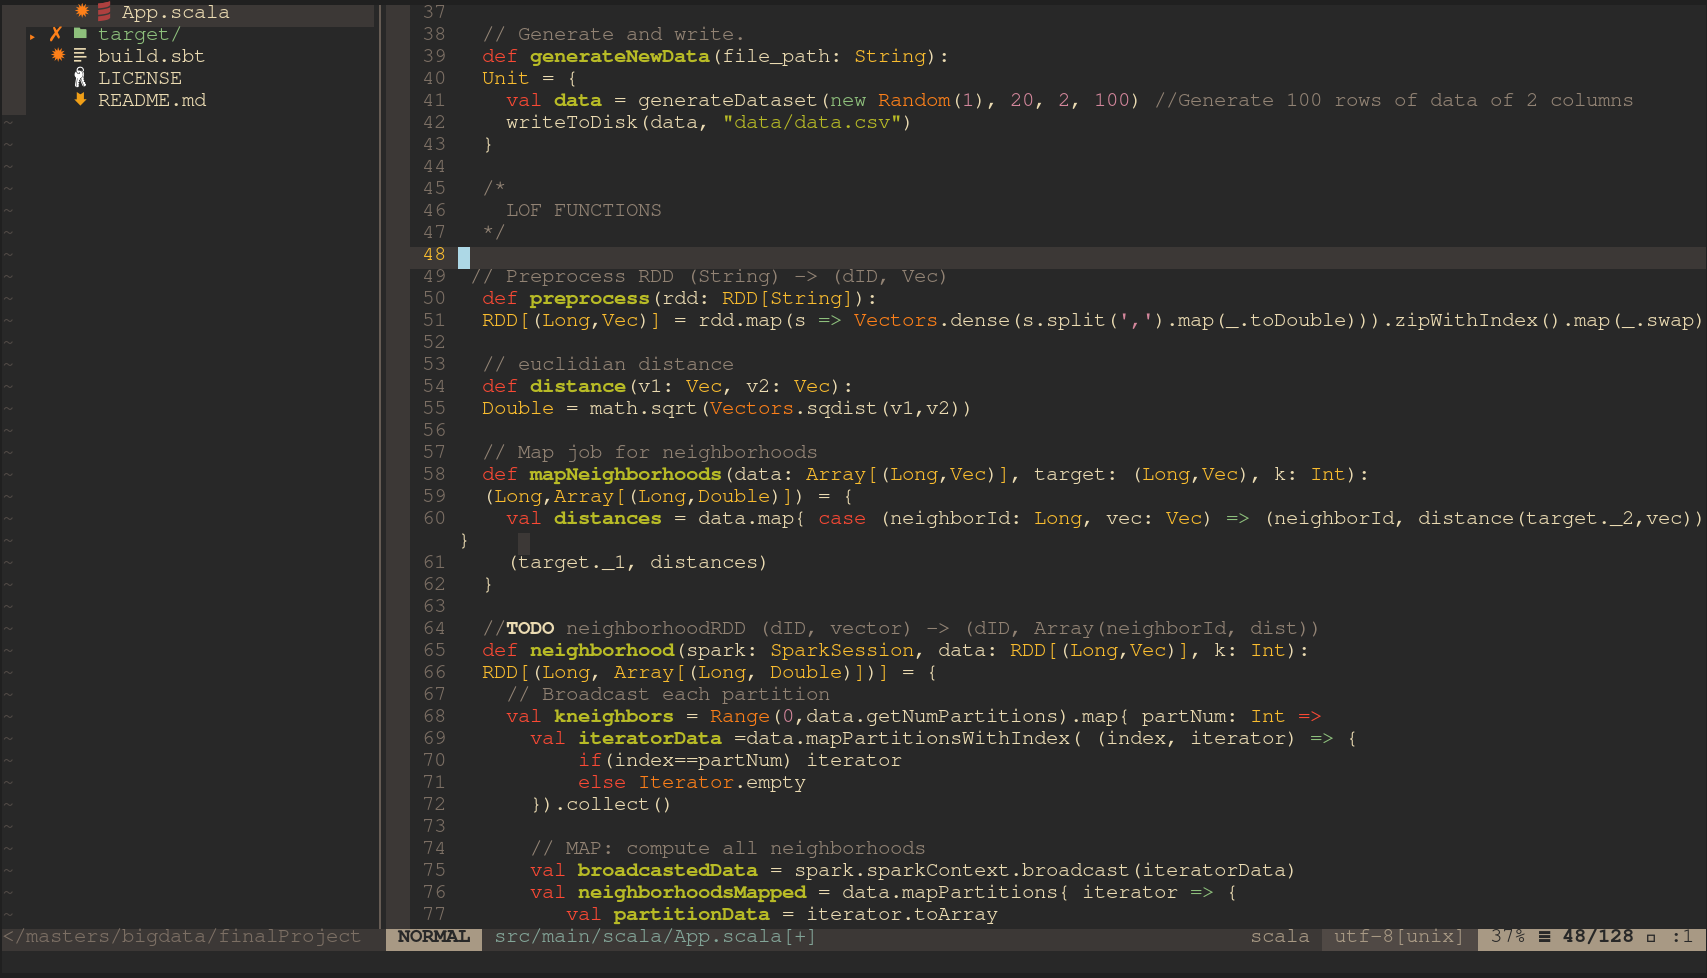 App.scala
target/
build.sbt
LICENSE
README.md
37
38 // Generate and write.
39 def generateNewData(file_path: String):
40 Unit = {
41 val data = generateDataset(new Random(1), 20, 2, 100) //Generate 100 rows of data of 2 columns
42 writeToDisk(data, "data/data.csv")
43 }
44
45 /*
46 LOF FUNCTIONS
47 */
48
49 // Preprocess RDD (String) -> (dID, Vec)
50 def preprocess(rdd: RDD[String]):
51 RDD[(Long,Vec)] = rdd.map(s => Vectors.dense(s.split(',').map(_.toDouble))).zipWithIndex().map(_.swap)
52
53 // euclidian distance
54 def distance(v1: Vec, v2: Vec):
55 Double = math.sqrt(Vectors.sqdist(v1,v2))
56
57 // Map job for neighborhoods
58 def mapNeighborhoods(data: Array[(Long,Vec)], target: (Long,Vec), k: Int):
59 (Long,Array[(Long,Double)]) = {
60 val distances = data.map{ case (neighborId: Long, vec: Vec) => (neighborId, distance(target._2,vec))
}
61 (target._1, distances)
62 }
63
64 //TODO neighborhoodRDD (dID, vector) -> (dID, Array(neighborId, dist))
65 def neighborhood(spark: SparkSession, data: RDD[(Long,Vec)], k: Int):
66 RDD[(Long, Array[(Long, Double)])] = {
67 // Broadcast each partition
68 val kneighbors = Range(0,data.getNumPartitions).map{ partNum: Int =>
69 val iteratorData =data.mapPartitionsWithIndex( (index, iterator) => {
70 if(index==partNum) iterator
71 else Iterator.empty
72 }).collect()
73
74 // MAP: compute all neighborhoods
75 val broadcastedData = spark.sparkContext.broadcast(iteratorData)
76 val neighborhoodsMapped = data.mapPartitions{ iterator => {
77 val partitionData = iterator.toArray
</masters/bigdata/finalProject NORMAL src/main/scala/App.scala[+] scala utf-8[unix] 37% ≡ 48/128 :1